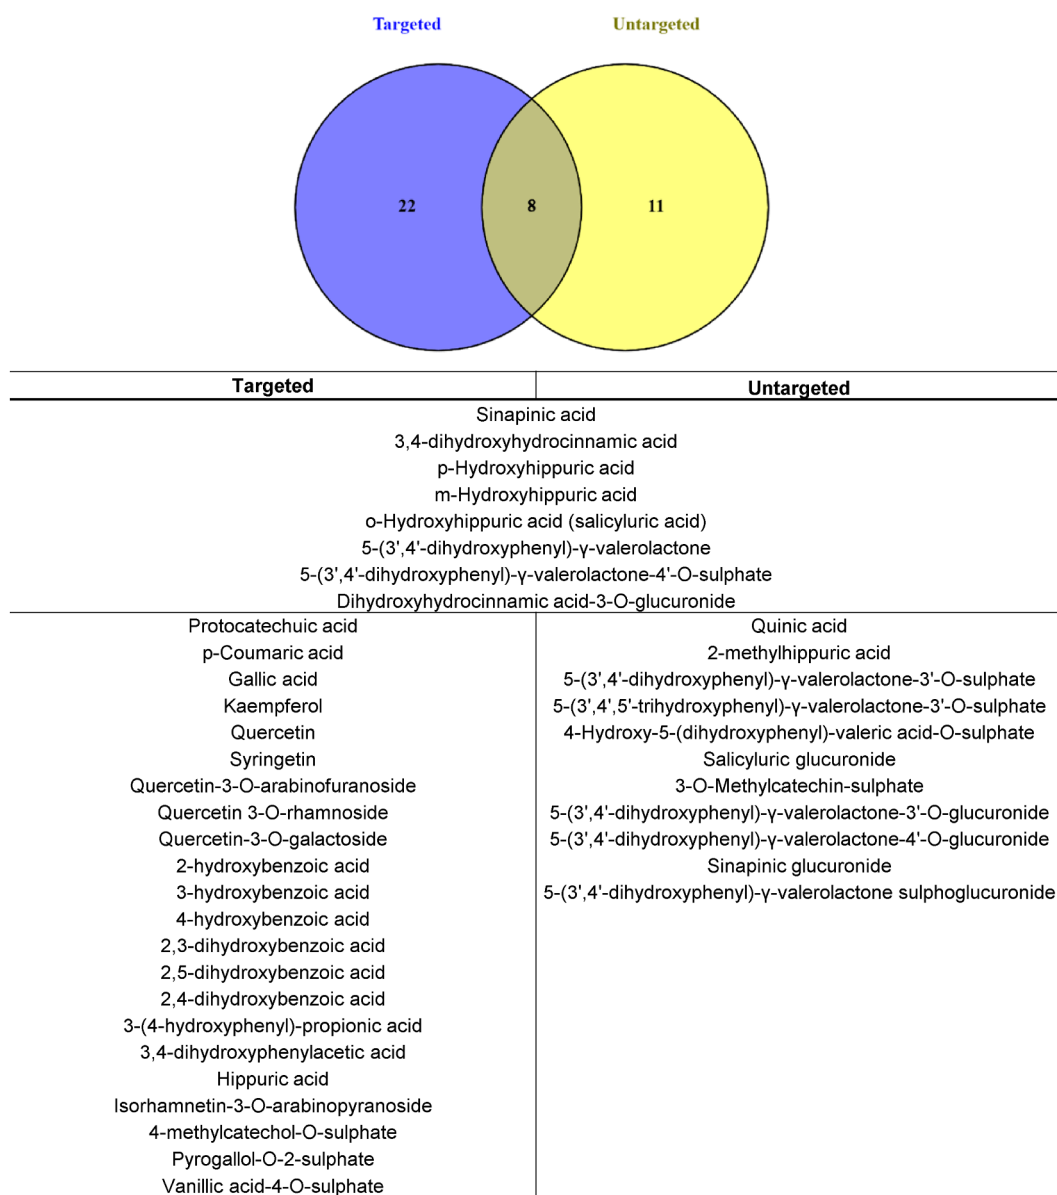 Targeted
Untargeted
22
8
11
Targeted
Untargeted
Sinapinic acid
3,4-dihydroxyhydrocinnamic acid
p-Hydroxyhippuric acid
m-Hydroxyhippuric acid
o-Hydroxyhippuric acid (salicyluric acid)
5-(3',4'-dihydroxyphenyl)-γ-valerolactone
5-(3',4'-dihydroxyphenyl)-γ-valerolactone-4'-O-sulphate
Dihydroxyhydrocinnamic acid-3-O-glucuronide
Protocatechuic acid
p-Coumaric acid
Gallic acid
Kaempferol
Quercetin
Syringetin
Quercetin-3-O-arabinofuranoside
Quercetin 3-O-rhamnoside
Quercetin-3-O-galactoside
2-hydroxybenzoic acid
3-hydroxybenzoic acid
4-hydroxybenzoic acid
2,3-dihydroxybenzoic acid
2,5-dihydroxybenzoic acid
2,4-dihydroxybenzoic acid
3-(4-hydroxyphenyl)-propionic acid
3,4-dihydroxyphenylacetic acid
Hippuric acid
Isorhamnetin-3-O-arabinopyranoside
4-methylcatechol-O-sulphate
Pyrogallol-O-2-sulphate
Vanillic acid-4-O-sulphate
Quinic acid
2-methylhippuric acid
5-(3',4'-dihydroxyphenyl)-γ-valerolactone-3'-O-sulphate
5-(3',4',5'-trihydroxyphenyl)-γ-valerolactone-3'-O-sulphate
4-Hydroxy-5-(dihydroxyphenyl)-valeric acid-O-sulphate
Salicyluric glucuronide
3-O-Methylcatechin-sulphate
5-(3',4'-dihydroxyphenyl)-γ-valerolactone-3'-O-glucuronide
5-(3',4'-dihydroxyphenyl)-γ-valerolactone-4'-O-glucuronide
Sinapinic glucuronide
5-(3',4'-dihydroxyphenyl)-γ-valerolactone sulphoglucuronide